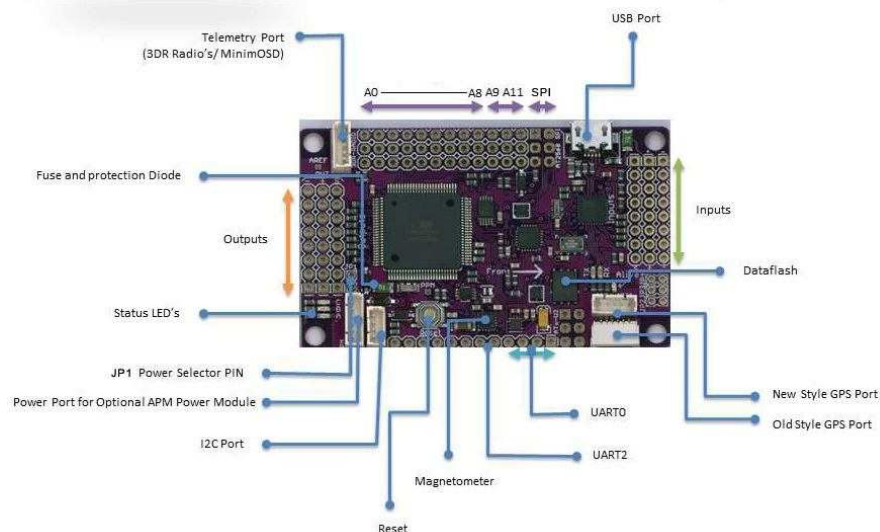 USB Port
Telemetry Port
(3DR Radio's/ MinimOSD)
A0
A8
A9 A11
SPI
AREF
Fuse and protection Diode
Inputs
Inputs
Outputs
Front
Dataflash
Status LED's
JP1 Power Selector PIN
New Style GPS Port
Power Port for Optional APM Power Module
UART0
Old Style GPS Port
I2C Port
UART2
Magnetometer
Reset